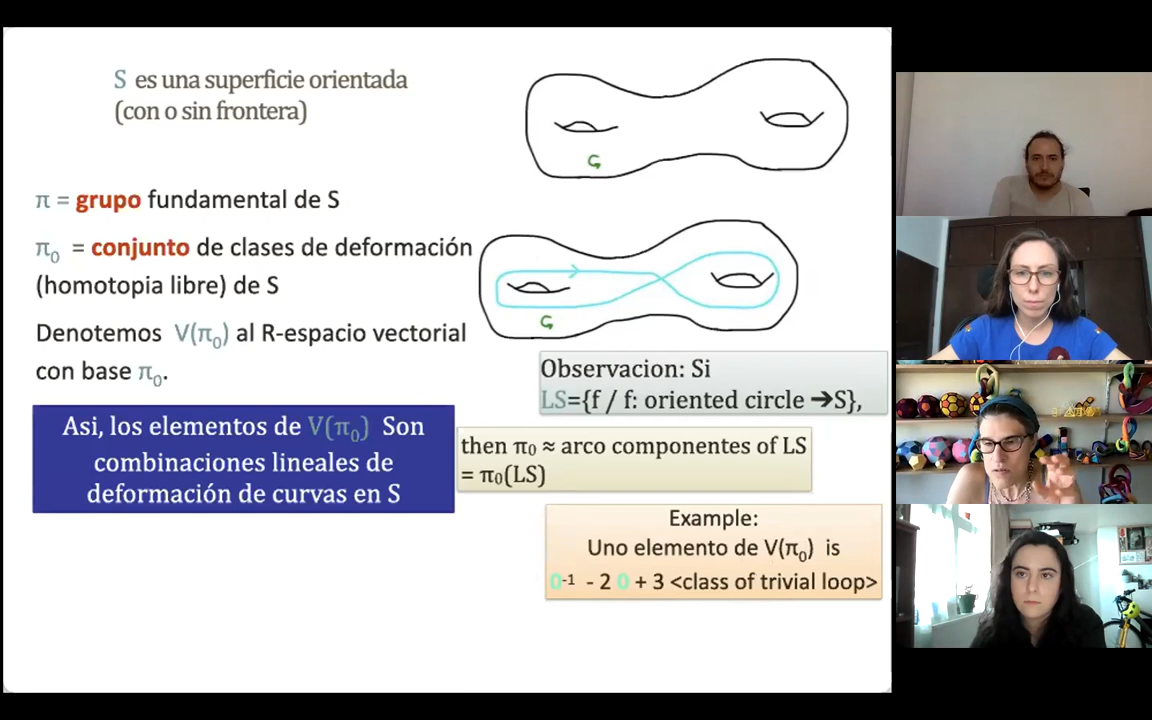 S es una superficie orientada
(con o sin frontera)
π = grupo fundamental de S
π₀ = conjunto de clases de deformación
(homotopia libre) de S
Denotemos V(π₀) al R-espacio vectorial
con base π₀.
Asi, los elementos de V(π₀) Son
combinaciones lineales de
deformación de curvas en S
Observacion: Si
LS={f / f: oriented circle ➔S},
then π₀ ≈ arco componentes of LS
= π₀(LS)
Example:
Uno elemento de V(π₀) is
0⁻¹ - 2 0 + 3 <class of trivial loop>